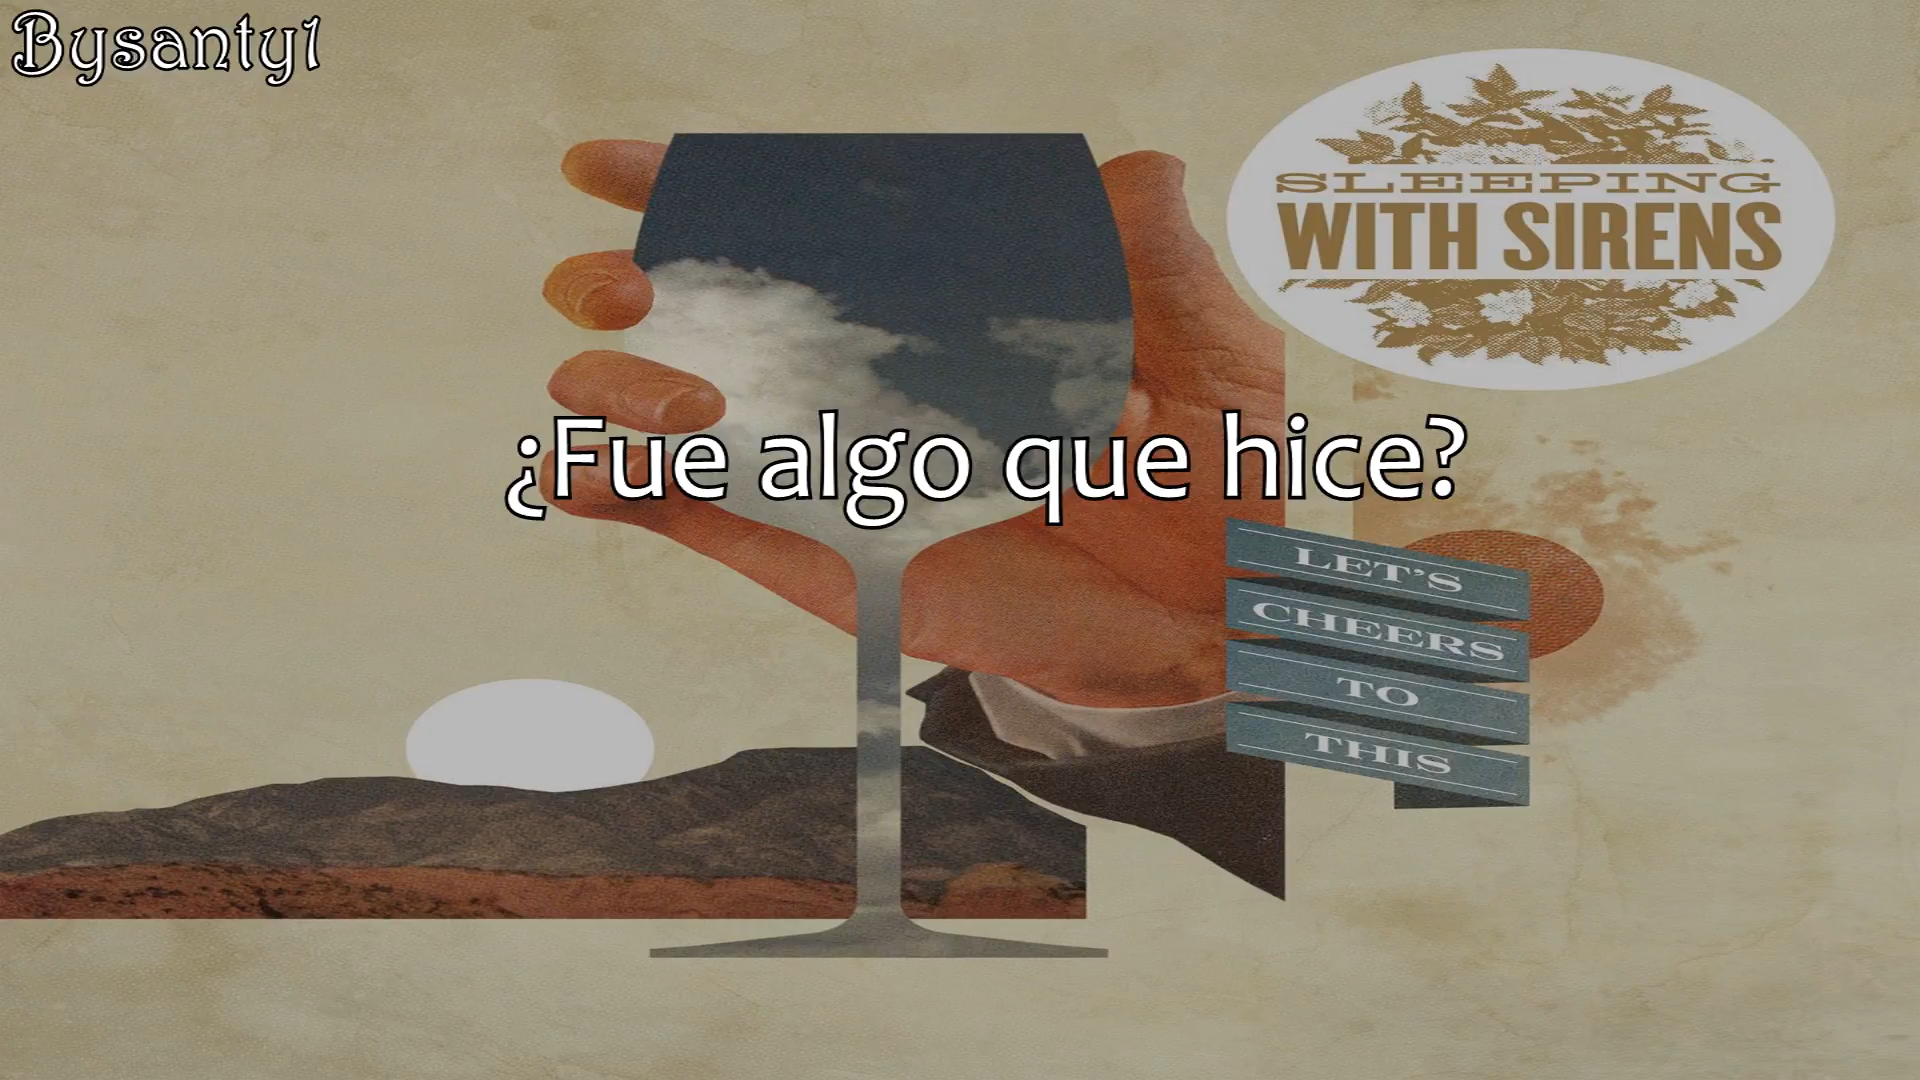 Bysanty1
SLEEPING
WITH SIRENS
¿Fue algo que hice?
LET'S
CHEERS
TO
THIS